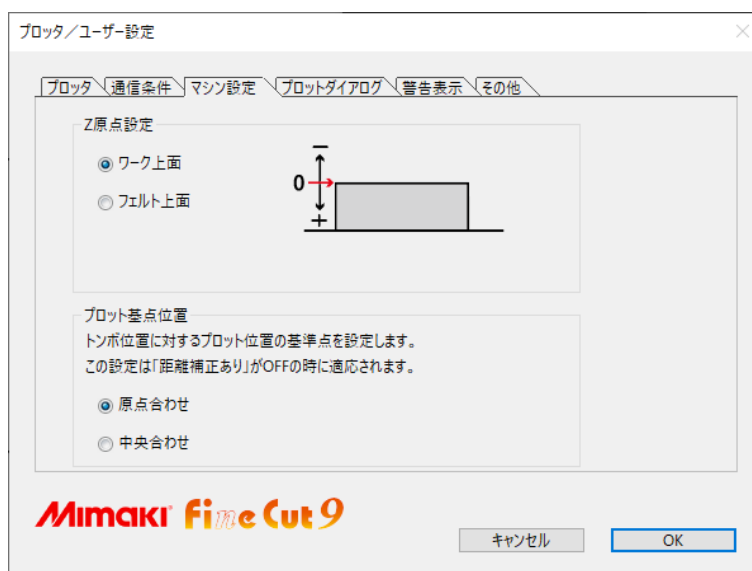 プロッタ／ユーザー設定
プロッタ 通信条件 マシン設定 プロットダイアログ 警告表示 その他
Z原点設定
ワーク上面
フェルト上面
−
0
+
プロット基点位置
トンボ位置に対するプロット位置の基準点を設定します。
この設定は「距離補正あり」がOFFの時に適応されます。
原点合わせ
中央合わせ
Mimaki Fine Cut 9
キャンセル OK